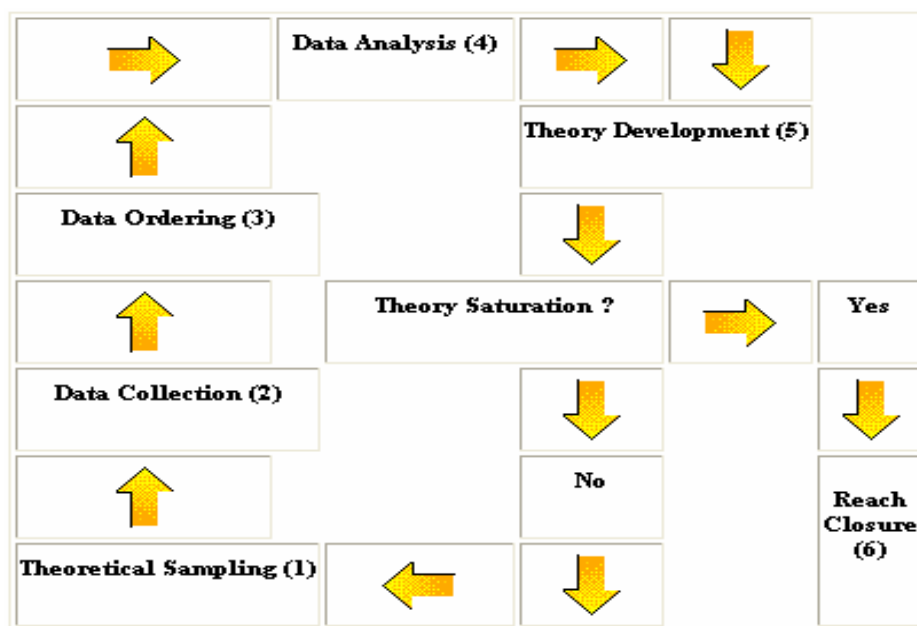 Data Analysis (4)
Theory Development (5)
Data Ordering (3)
Theory Saturation ?
Yes
Data Collection (2)
No
Reach
Closure
(6)
Theoretical Sampling (1)